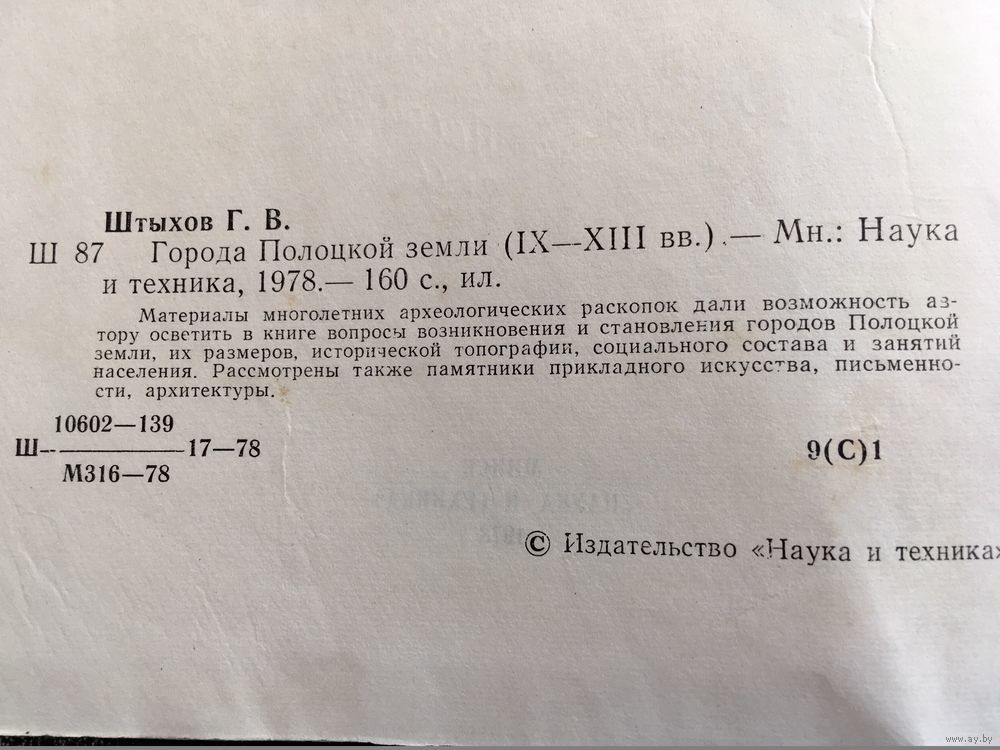 Штыхов Г. В.
Ш 87 Города Полоцкой земли (IX—XIII вв.).— Мн.: Наука
и техника, 1978.— 160 с., ил.
Материалы многолетних археологических раскопок дали возможность ав-
тору осветить в книге вопросы возникновения и становления городов Полоцкой
земли, их размеров, исторической топографии, социального состава и занятий
населения. Рассмотрены также памятники прикладного искусства, письменно-
сти, архитектуры.
10602—139
Ш—————17—78
М316—78
9(С)1
© Издательство «Наука и техника»
www.ay.by